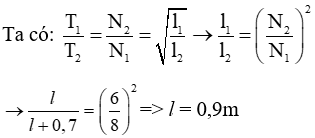 Ta có: T₁/T₂ = N₂/N₁ = √(l₁/l₂) → l₁/l₂ = (N₂/N₁)²
→ l/(l+0,7) = (6/8)² => l = 0,9m